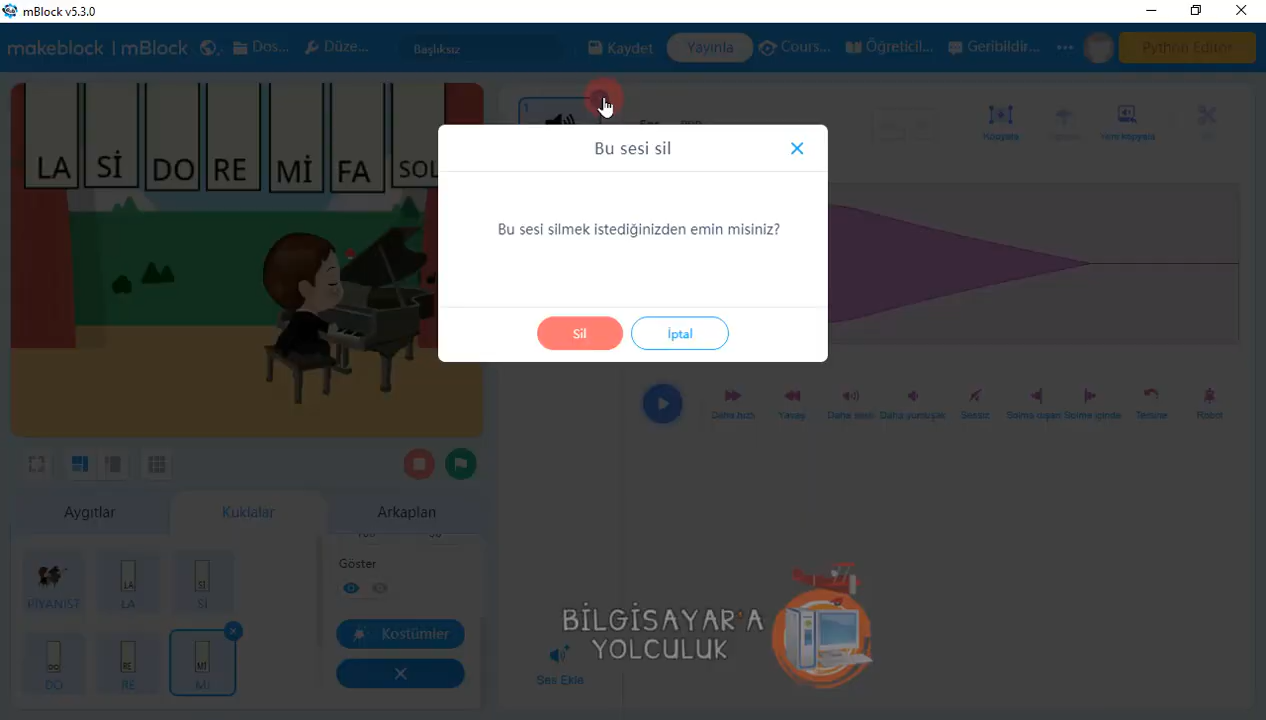 mBlock v5.3.0
makeblock | mBlock
Dos...
Düze...
Başlıksız
Kaydet
Yayınla
Cours...
Öğreticil...
Geribildir...
Python Editor
LA
Sİ
DO
RE
Mİ
FA
SOL
1
Kopyala
Yeni kopyala
Bu sesi sil
Bu sesi silmek istediğinizden emin misiniz?
Sil
İptal
Daha hızlı
Yavaş
Daha sesli
Daha yumuşak
Sessiz
Solma dışarı
Solma içinde
Tersine
Robot
Aygıtlar
Kuklalar
Arkaplan
Göster
PİYANİST
LA
Sİ
Kostümler
DO
RE
Mİ
Ses Ekle
BİLGİSAYAR'A
YOLCULUK